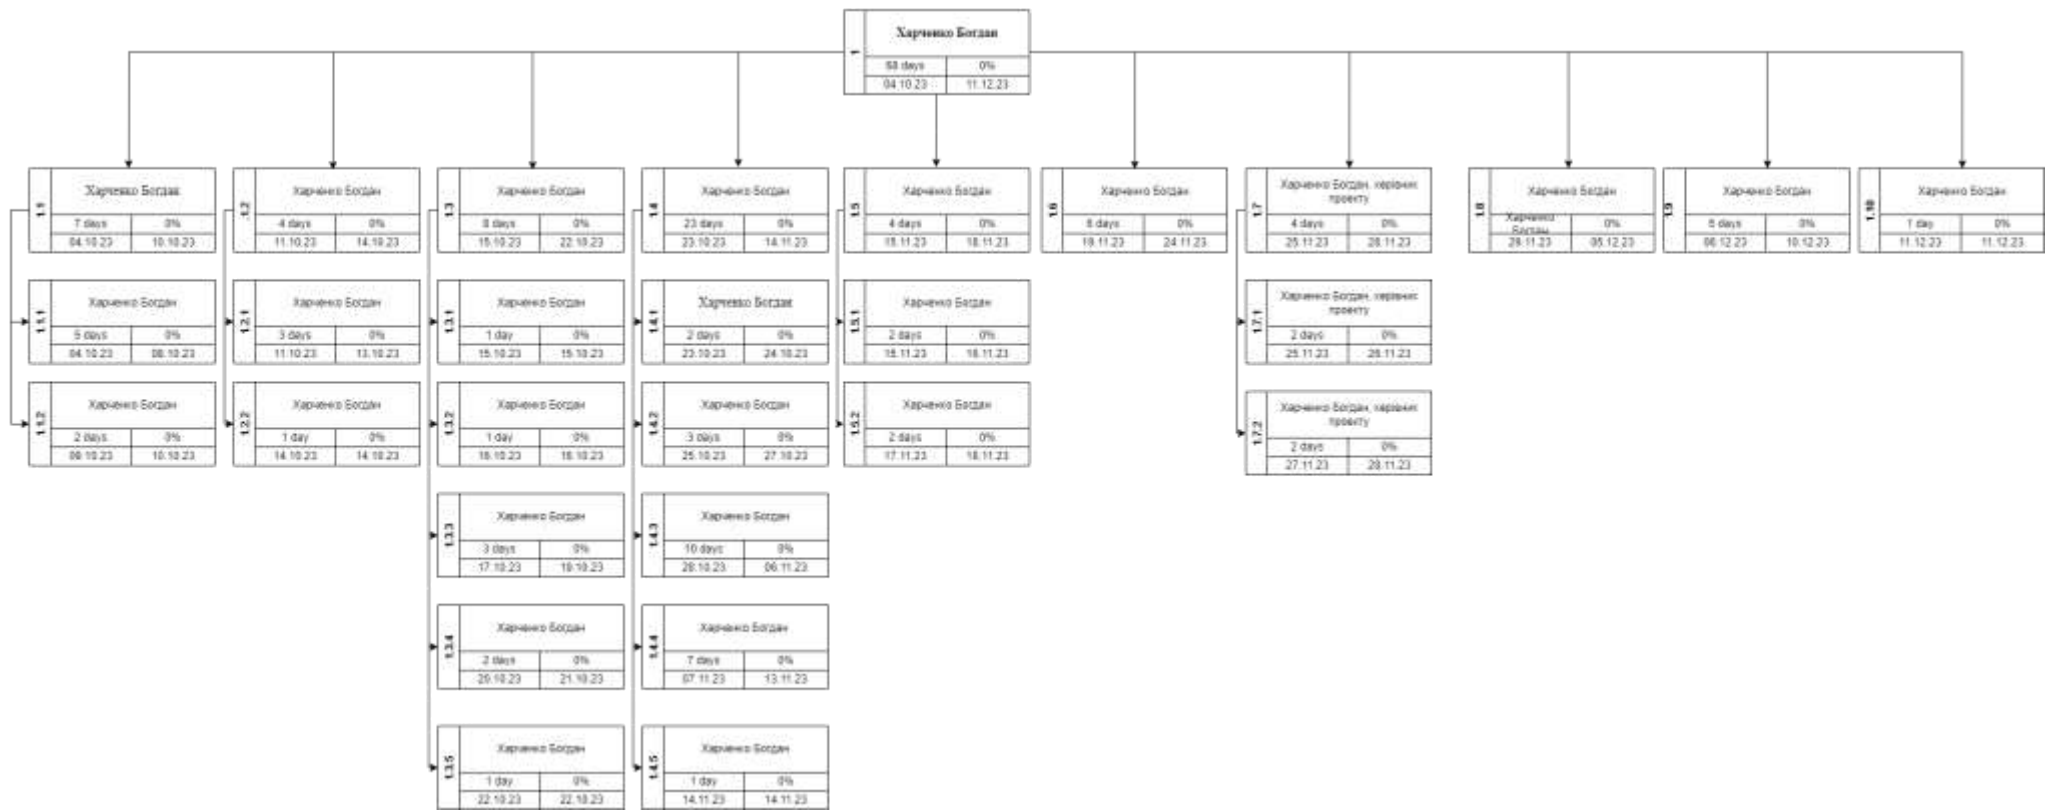 1
Харченко Богдан
68 days 0%
04.10.23 11.12.23
1.1
Харченко Богдан
7 days 0%
04.10.23 10.10.23
1.2
Харченко Богдан
4 days 0%
11.10.23 14.10.23
1.3
Харченко Богдан
8 days 0%
15.10.23 22.10.23
1.4
Харченко Богдан
23 days 0%
23.10.23 14.11.23
1.5
Харченко Богдан
4 days 0%
15.11.23 18.11.23
1.6
Харченко Богдан
6 days 0%
19.11.23 24.11.23
1.7
Харченко Богдан, керівник
проекту
4 days 0%
25.11.23 28.11.23
1.8
Харченко Богдан
Харченко
Богдан
0%
29.11.23 05.12.23
1.9
Харченко Богдан
5 days 0%
06.12.23 10.12.23
1.10
Харченко Богдан
1 day 0%
11.12.23 11.12.23
1.1.1
Харченко Богдан
5 days 0%
04.10.23 08.10.23
1.2.1
Харченко Богдан
3 days 0%
11.10.23 13.10.23
1.3.1
Харченко Богдан
1 day 0%
15.10.23 15.10.23
1.4.1
Харченко Богдан
2 days 0%
23.10.23 24.10.23
1.5.1
Харченко Богдан
2 days 0%
15.11.23 16.11.23
1.7.1
Харченко Богдан, керівник
проекту
2 days 0%
25.11.23 26.11.23
1.1.2
Харченко Богдан
2 days 0%
09.10.23 10.10.23
1.2.2
Харченко Богдан
1 day 0%
14.10.23 14.10.23
1.3.2
Харченко Богдан
1 day 0%
16.10.23 16.10.23
1.4.2
Харченко Богдан
3 days 0%
25.10.23 27.10.23
1.5.2
Харченко Богдан
2 days 0%
17.11.23 18.11.23
1.7.2
Харченко Богдан, керівник
проекту
2 days 0%
27.11.23 28.11.23
1.3.3
Харченко Богдан
3 days 0%
17.10.23 19.10.23
1.4.3
Харченко Богдан
10 days 0%
28.10.23 06.11.23
1.3.4
Харченко Богдан
2 days 0%
20.10.23 21.10.23
1.4.4
Харченко Богдан
7 days 0%
07.11.23 13.11.23
1.3.5
Харченко Богдан
1 day 0%
22.10.23 22.10.23
1.4.5
Харченко Богдан
1 day 0%
14.11.23 14.11.23